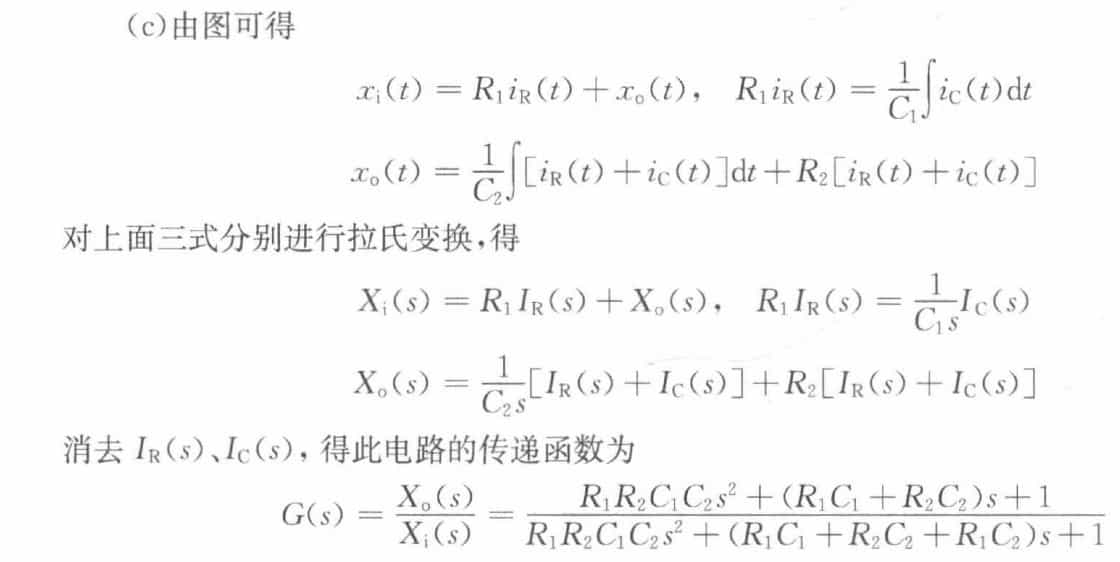 (c)由图可得
x_i(t) = R_1 i_R(t) + x_o(t), R_1 i_R(t) = \frac{1}{C_1}∫i_C(t)dt
x_o(t) = \frac{1}{C_2}∫[i_R(t) + i_C(t)]dt + R_2[i_R(t) + i_C(t)]
对上面三式分别进行拉氏变换,得
X_i(s) = R_1 I_R(s) + X_o(s), R_1 I_R(s) = \frac{1}{C_1 s}I_C(s)
X_o(s) = \frac{1}{C_2 s}[I_R(s) + I_C(s)] + R_2[I_R(s) + I_C(s)]
消去 I_R(s)、I_C(s), 得此电路的传递函数为
G(s) = \frac{X_o(s)}{X_i(s)} = \frac{R_1 R_2 C_1 C_2 s^2 + (R_1 C_1 + R_2 C_2)s + 1}{R_1 R_2 C_1 C_2 s^2 + (R_1 C_1 + R_2 C_2 + R_1 C_2)s + 1}